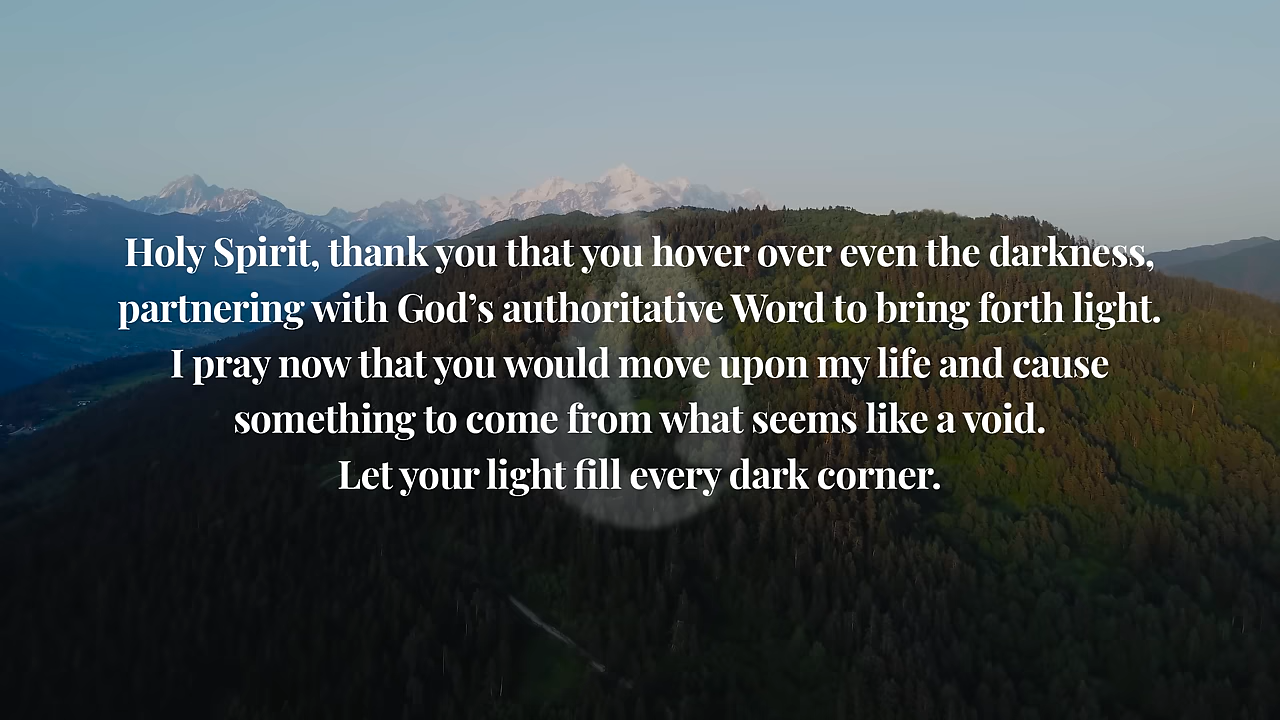 Holy Spirit, thank you that you hover over even the darkness,
partnering with God’s authoritative Word to bring forth light.
I pray now that you would move upon my life and cause
something to come from what seems like a void.
Let your light fill every dark corner.